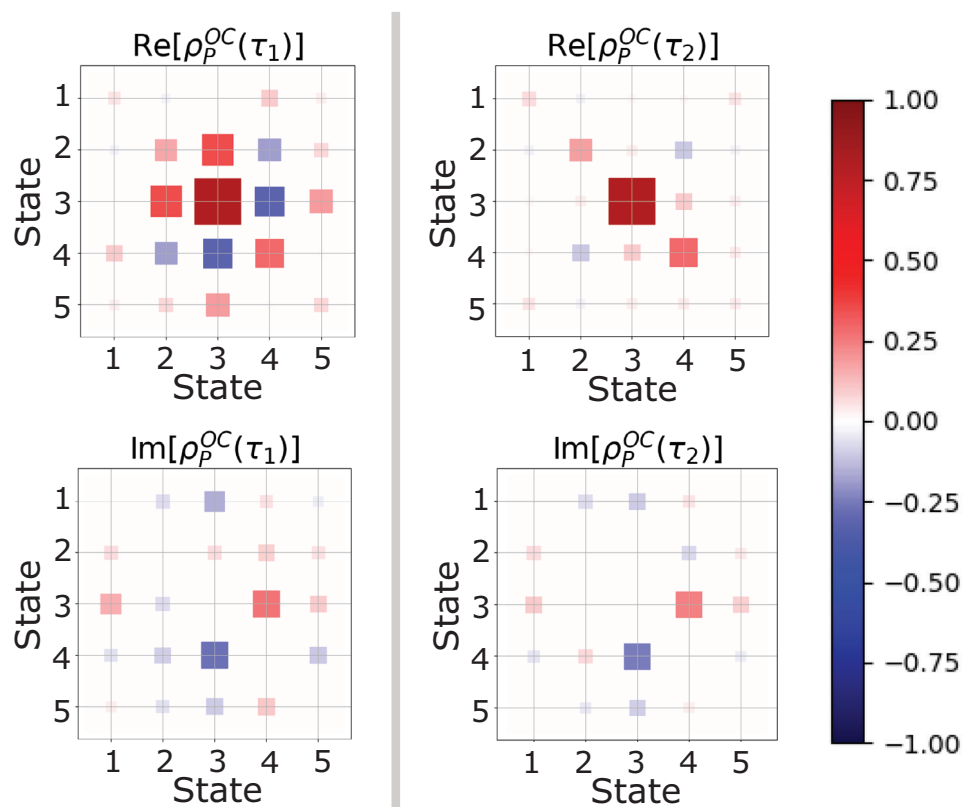 Re[ρ_P^{OC}(τ_1)]
State
1
2
3
4
5
1 2 3 4 5
State
Re[ρ_P^{OC}(τ_2)]
State
1
2
3
4
5
1 2 3 4 5
State
Im[ρ_P^{OC}(τ_1)]
State
1
2
3
4
5
1 2 3 4 5
State
Im[ρ_P^{OC}(τ_2)]
State
1
2
3
4
5
1 2 3 4 5
State
1.00
0.75
0.50
0.25
0.00
−0.25
−0.50
−0.75
−1.00